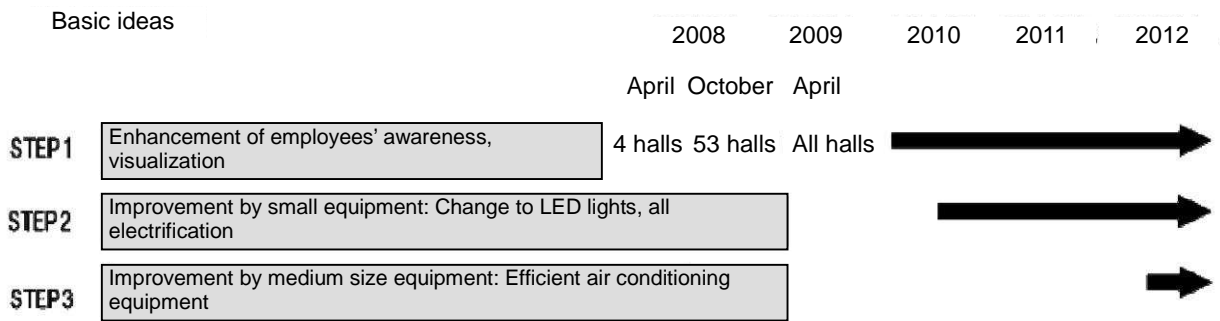 Basic ideas
2008 2009 2010 2011 2012
April October April
STEP1 Enhancement of employees' awareness, visualization 4 halls 53 halls All halls
STEP2 Improvement by small equipment: Change to LED lights, all electrification
STEP3 Improvement by medium size equipment: Efficient air conditioning equipment